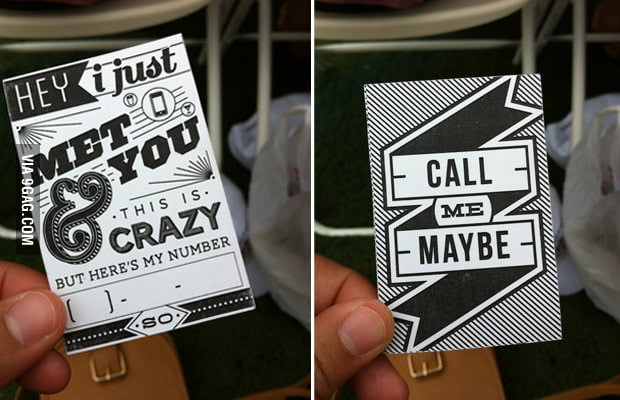 HEY i just
MET
& YOU
·THIS IS·
CRAZY
BUT HERE'S MY NUMBER
( )- -
SO
CALL
ME
MAYBE
VIA 9GAG.COM